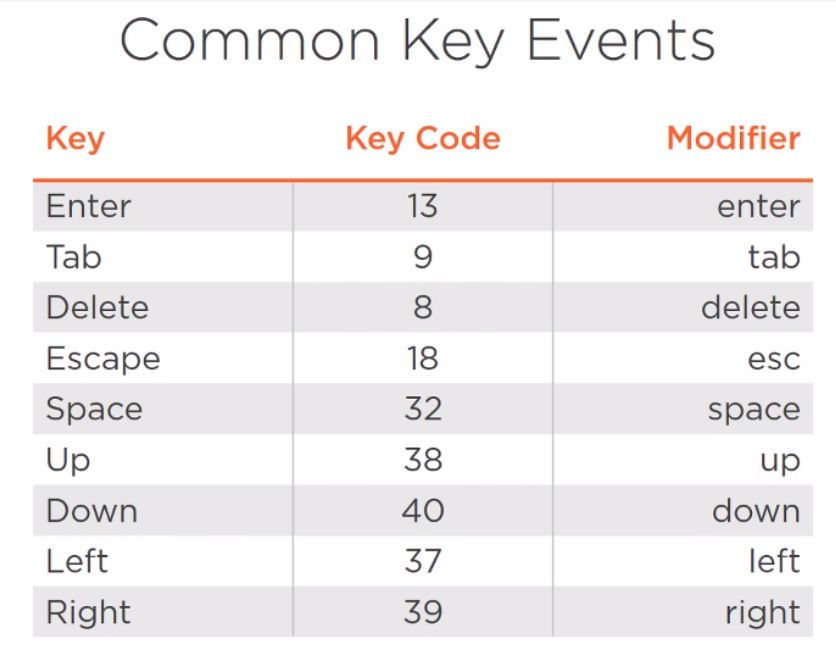 Common Key Events
Key Key Code Modifier
Enter 13 enter
Tab 9 tab
Delete 8 delete
Escape 18 esc
Space 32 space
Up 38 up
Down 40 down
Left 37 left
Right 39 right